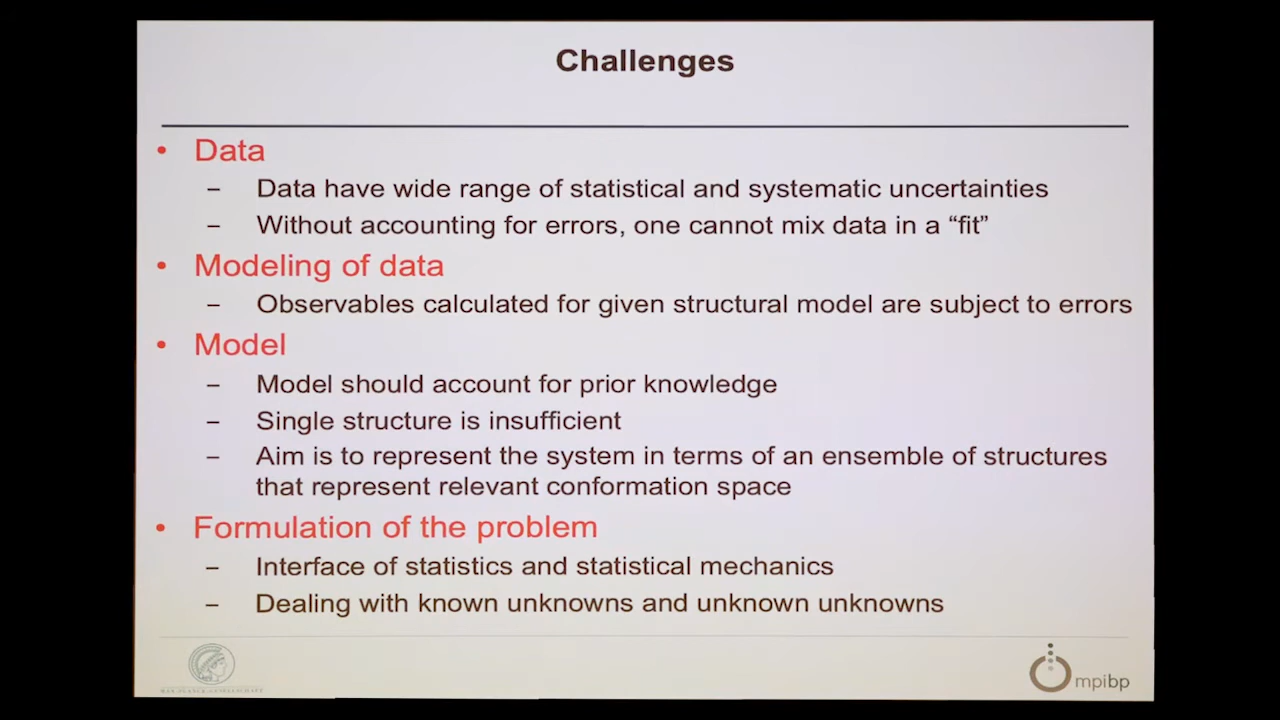 Challenges
• Data
– Data have wide range of statistical and systematic uncertainties
– Without accounting for errors, one cannot mix data in a “fit”
• Modeling of data
– Observables calculated for given structural model are subject to errors
• Model
– Model should account for prior knowledge
– Single structure is insufficient
– Aim is to represent the system in terms of an ensemble of structures
that represent relevant conformation space
• Formulation of the problem
– Interface of statistics and statistical mechanics
– Dealing with known unknowns and unknown unknowns
MAX-PLANCK-GESELLSCHAFT
mpibp